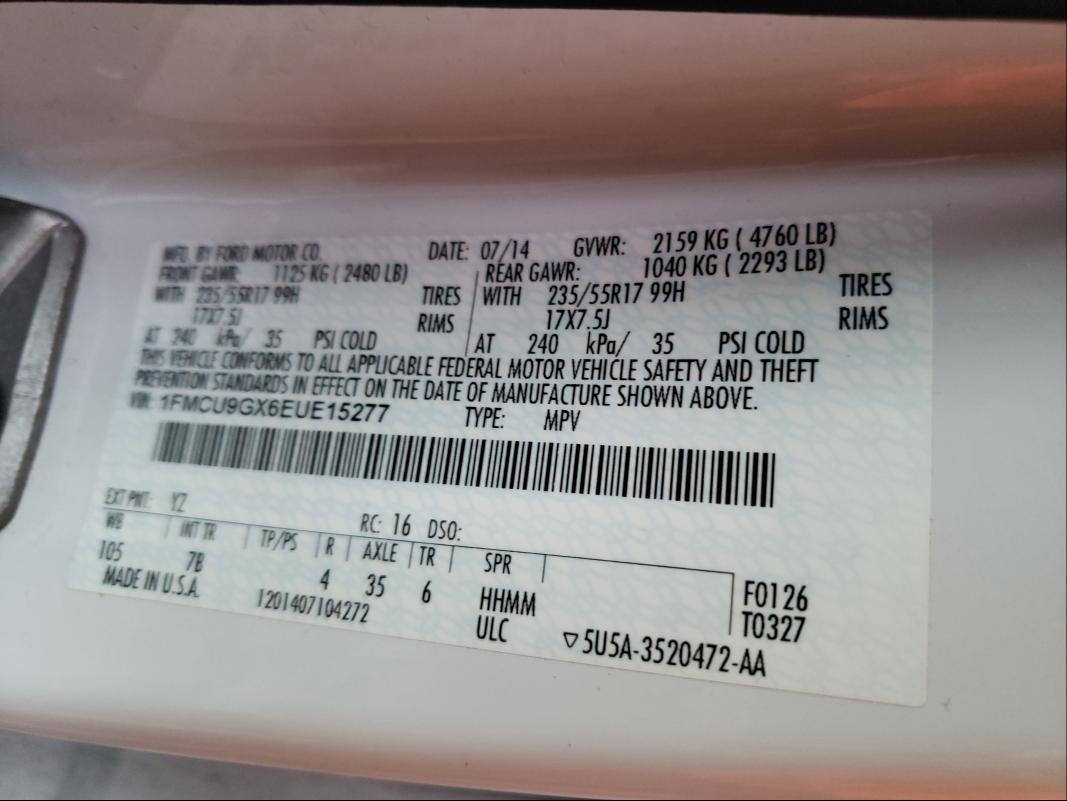 MFD. BY FORD MOTOR CO. DATE: 07/14 GVWR: 2159 KG ( 4760 LB)
FRONT GAWR: 1125 KG ( 2480 LB) REAR GAWR: 1040 KG ( 2293 LB)
WITH 235/55R17 99H TIRES WITH 235/55R17 99H TIRES
17X7.5J RIMS 17X7.5J RIMS
AT 240 kPa/ 35 PSI COLD AT 240 kPa/ 35 PSI COLD
THIS VEHICLE CONFORMS TO ALL APPLICABLE FEDERAL MOTOR VEHICLE SAFETY AND THEFT
PREVENTION STANDARDS IN EFFECT ON THE DATE OF MANUFACTURE SHOWN ABOVE.
VIN: 1FMCU9GX6EUE15277 TYPE: MPV
EXT PNT: YZ RC: 16 DSO:
WB INT TR TP/PS R AXLE TR SPR
105 7B 4 35 6 HHMM F0126
MADE IN U.S.A. 1201407104272 ULC T0327
▽5U5A-3520472-AA